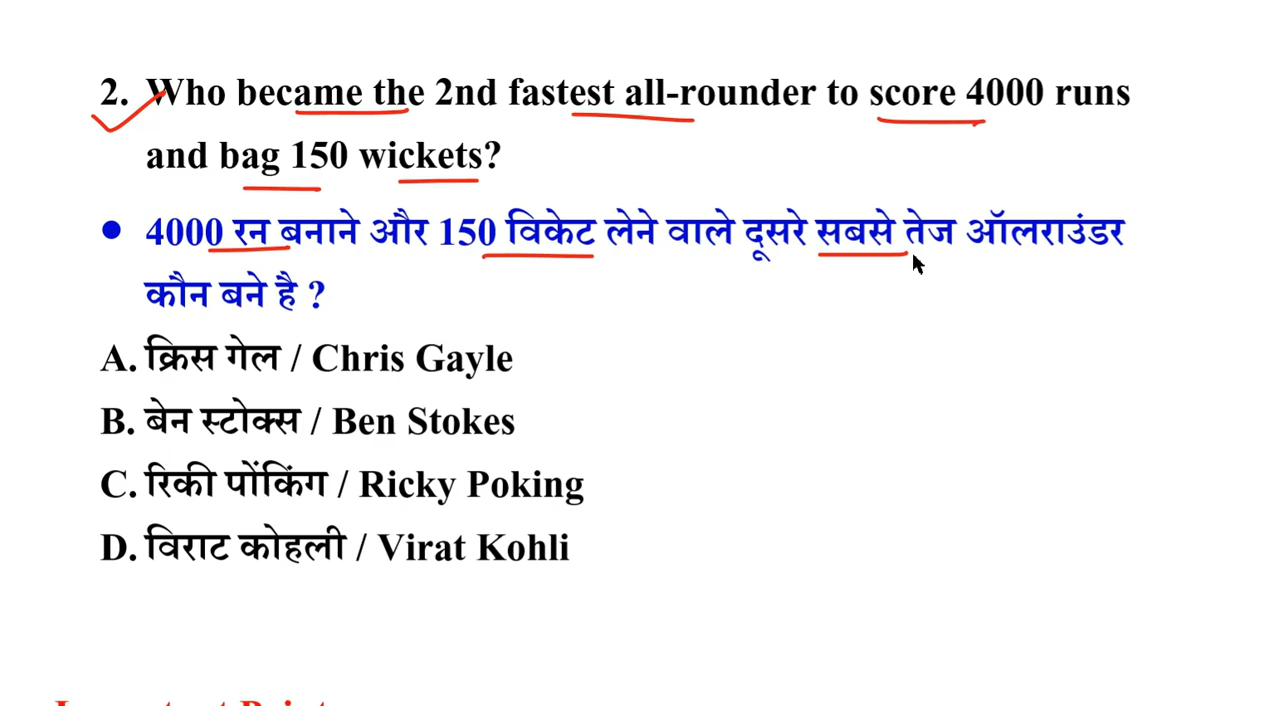 2. Who became the 2nd fastest all-rounder to score 4000 runs
and bag 150 wickets?
• 4000 रन बनाने और 150 विकेट लेने वाले दूसरे सबसे तेज ऑलराउंडर
कौन बने है ?
A. क्रिस गेल / Chris Gayle
B. बेन स्टोक्स / Ben Stokes
C. रिकी पोंकिंग / Ricky Poking
D. विराट कोहली / Virat Kohli